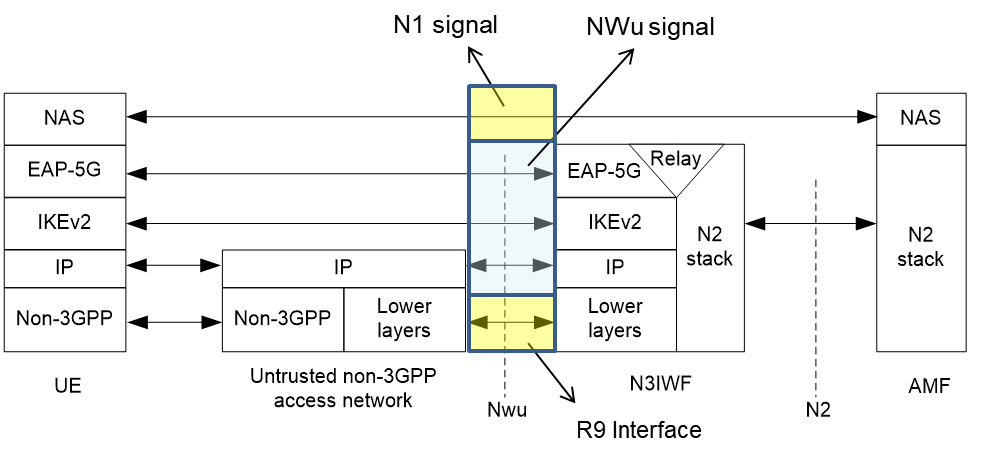 N1 signal
NWu signal
NAS
NAS
EAP-5G
EAP-5G
Relay
IKEv2
IKEv2
N2
stack
N2
stack
IP
IP
IP
Non-3GPP
Non-3GPP
Lower
layers
Lower
layers
UE
Untrusted non-3GPP
access network
Nwu
N3IWF
N2
AMF
R9 Interface